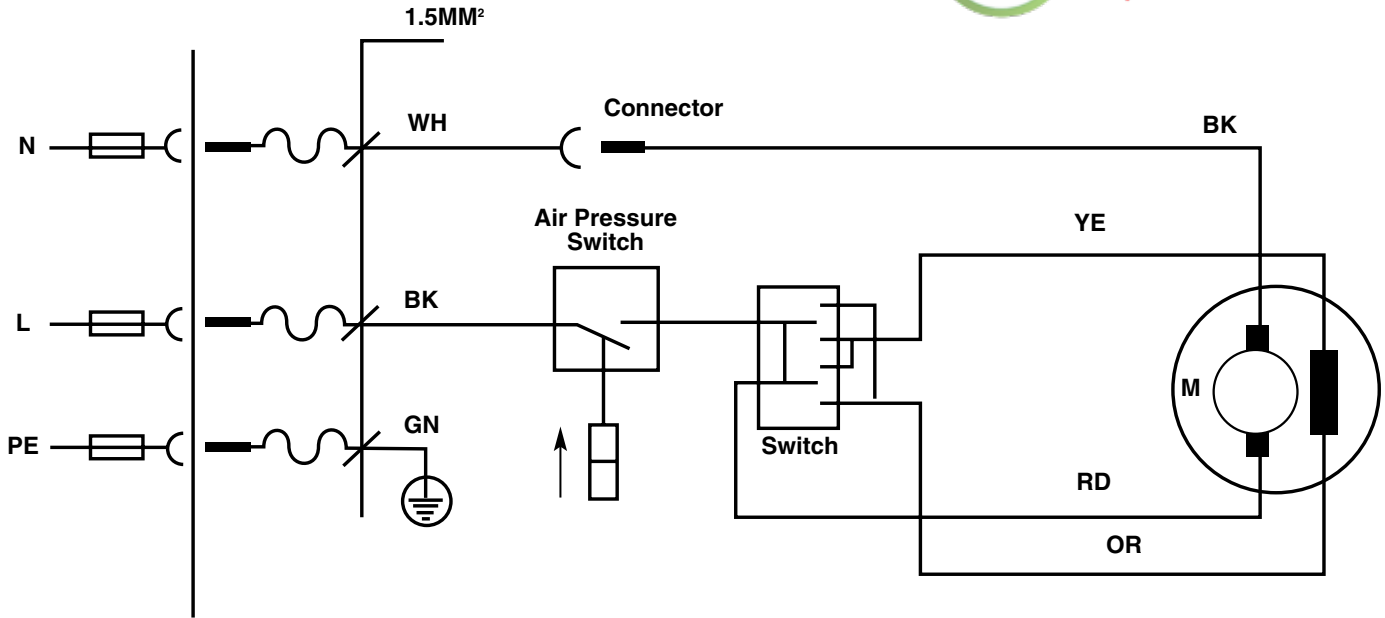 1.5MM²
N
WH
Connector
BK
YE
Air Pressure
Switch
L
BK
M
PE
GN
Switch
RD
OR